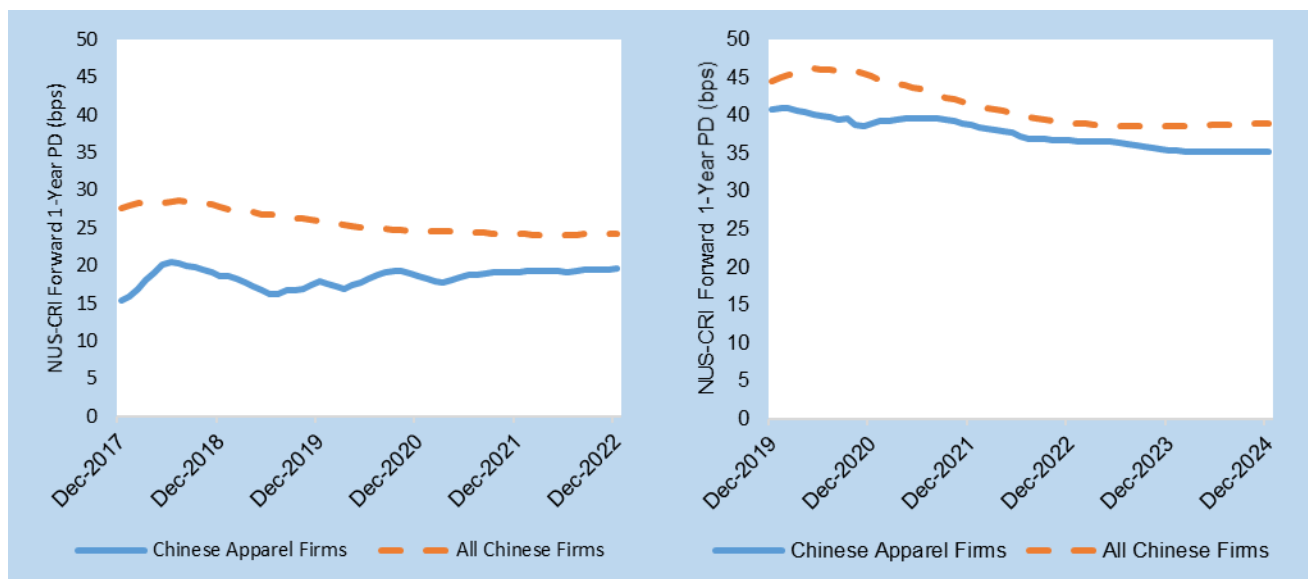 NUS-CRI Forward 1-Year PD (bps)
50
45
40
35
30
25
20
15
10
5
0
Dec-2017
Dec-2018
Dec-2019
Dec-2020
Dec-2021
Dec-2022
Chinese Apparel Firms
All Chinese Firms
NUS-CRI Forward 1-Year PD (bps)
50
45
40
35
30
25
20
15
10
5
0
Dec-2019
Dec-2020
Dec-2021
Dec-2022
Dec-2023
Dec-2024
Chinese Apparel Firms
All Chinese Firms